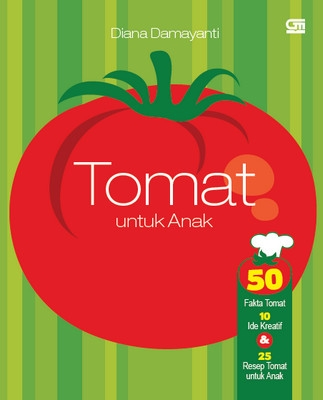 Diana Damayanti
Tomat
untuk Anak
50
Fakta Tomat
10
Ide Kreatif
&
25
Resep Tomat
untuk Anak